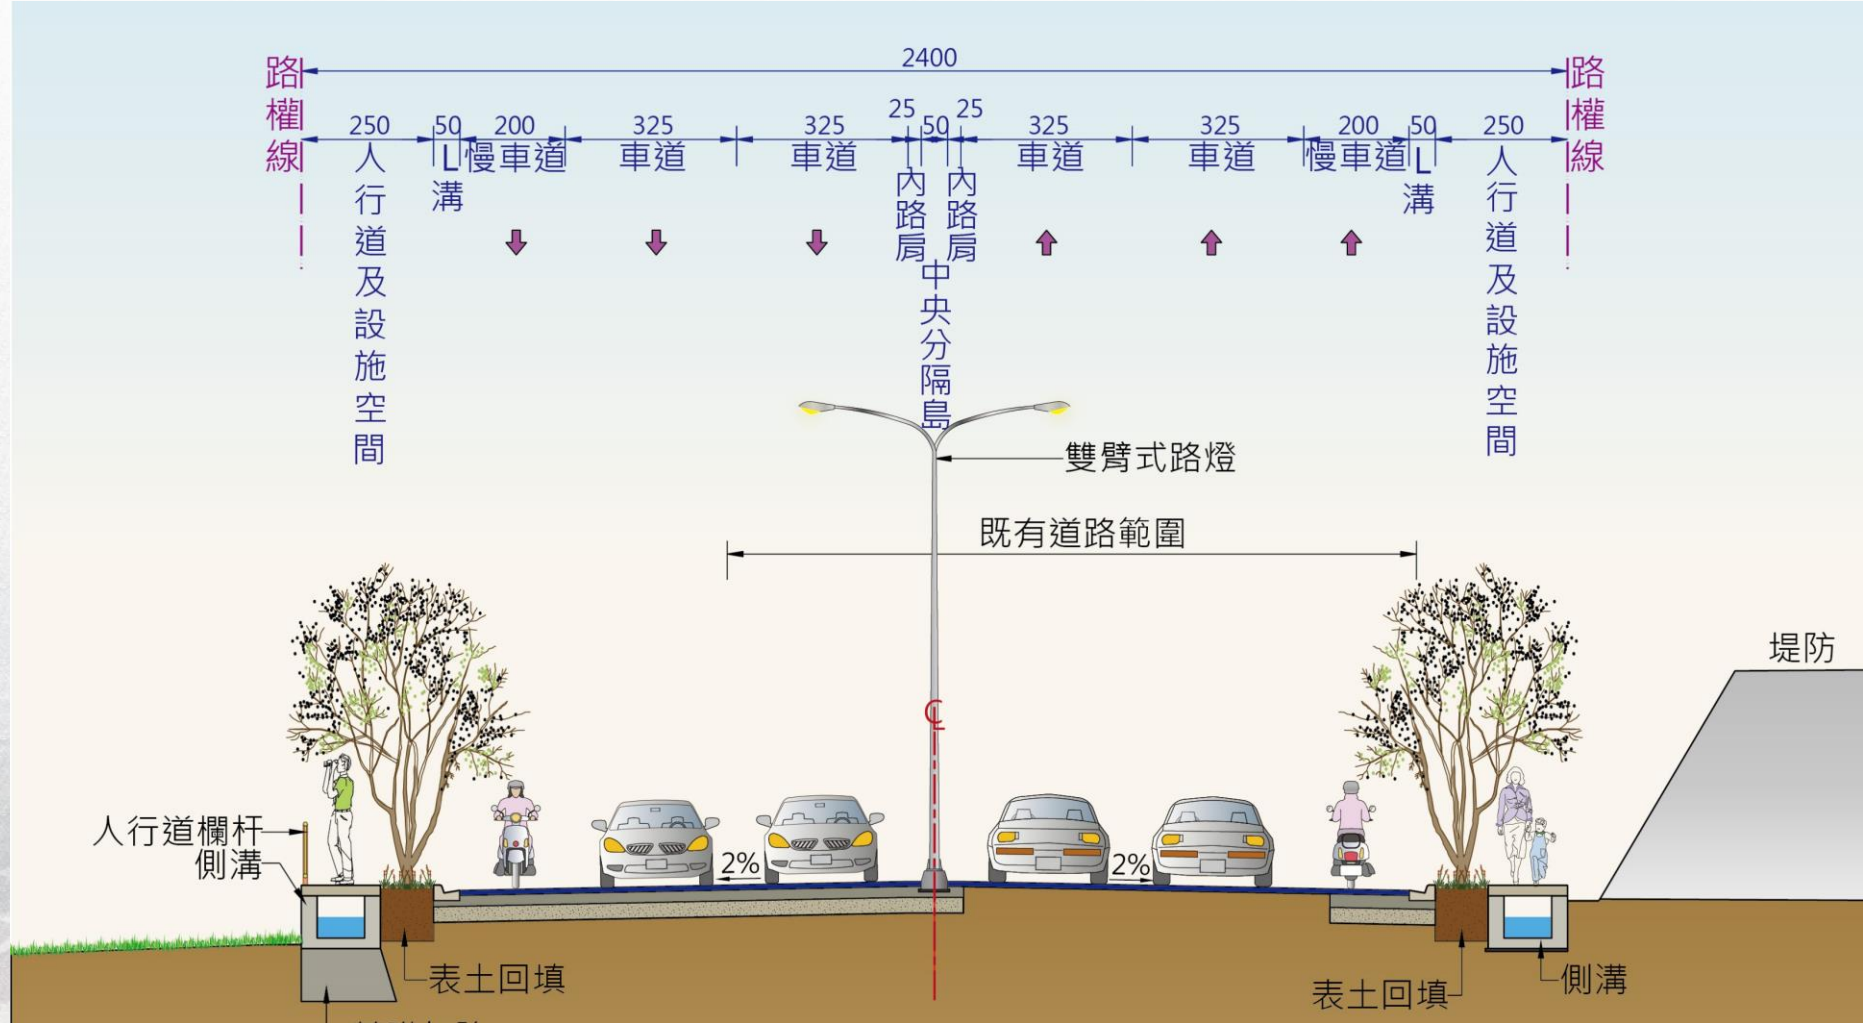 2400
路權線
路權線
250
50
200
325
325
25
50
25
325
325
200
50
250
人行道及設施空間
L溝
慢車道
車道
車道
內路肩
中央分隔島
內路肩
車道
車道
慢車道
L溝
人行道及設施空間
雙臂式路燈
既有道路範圍
堤防
℄
人行道欄杆
側溝
2%
2%
表土回填
表土回填
側溝